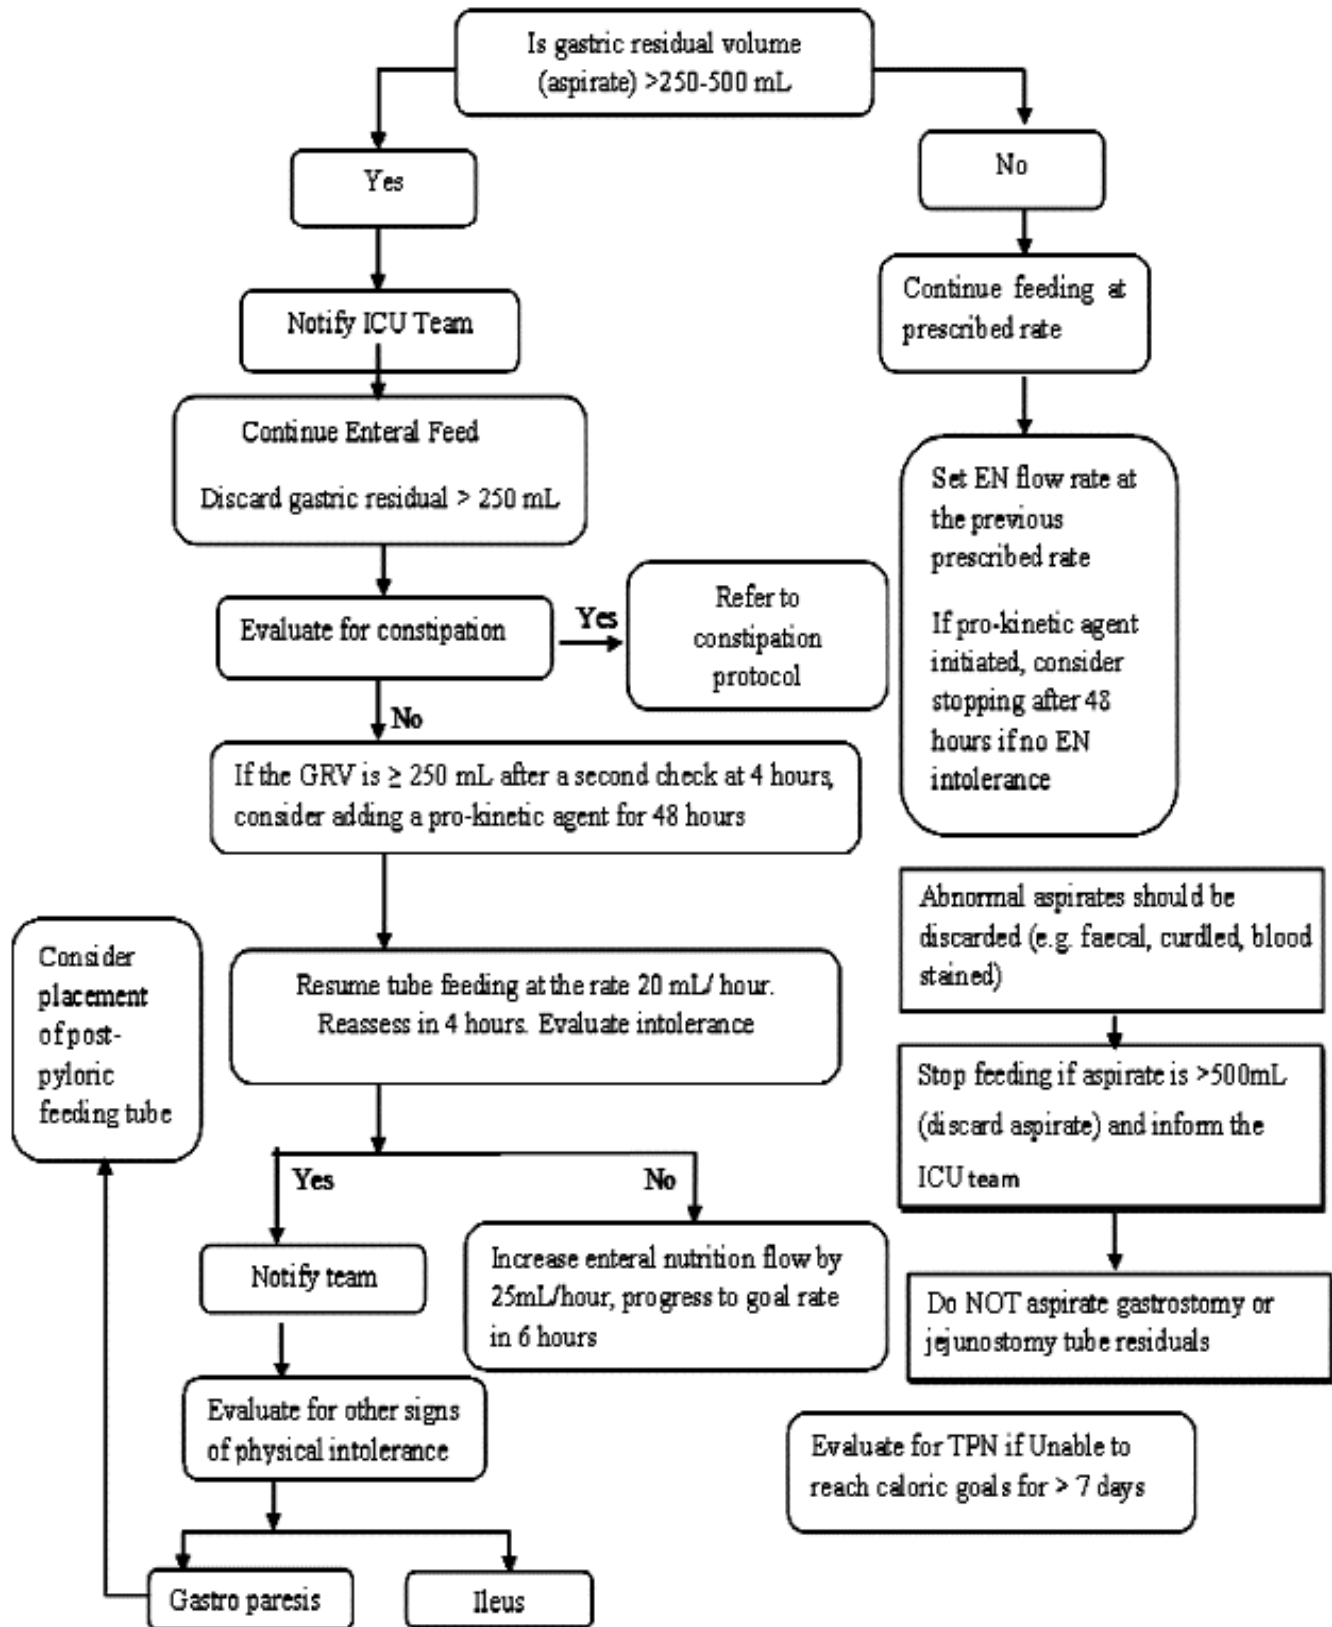 Is gastric residual volume
(aspirate) >250-500 mL
Yes
No
Notify ICU Team
Continue feeding at
prescribed rate
Continue Enteral Feed
Discard gastric residual > 250 mL
Set EN flow rate at
the previous
prescribed rate
If pro-kinetic agent
initiated, consider
stopping after 48
hours if no EN
intolerance
Evaluate for constipation
Yes
Refer to
constipation
protocol
No
If the GRV is ≥ 250 mL after a second check at 4 hours,
consider adding a pro-kinetic agent for 48 hours
Abnormal aspirates should be
discarded (e.g. faecal, curdled, blood
stained)
Consider
placement
of post-
pyloric
feeding tube
Resume tube feeding at the rate 20 mL/ hour.
Reassess in 4 hours. Evaluate intolerance
Stop feeding if aspirate is >500mL
(discard aspirate) and inform the
ICU team
Yes
No
Notify team
Increase enteral nutrition flow by
25mL/hour, progress to goal rate
in 6 hours
Do NOT aspirate gastrostomy or
jejunostomy tube residuals
Evaluate for other signs
of physical intolerance
Evaluate for TPN if Unable to
reach caloric goals for > 7 days
Gastro paresis
Ileus